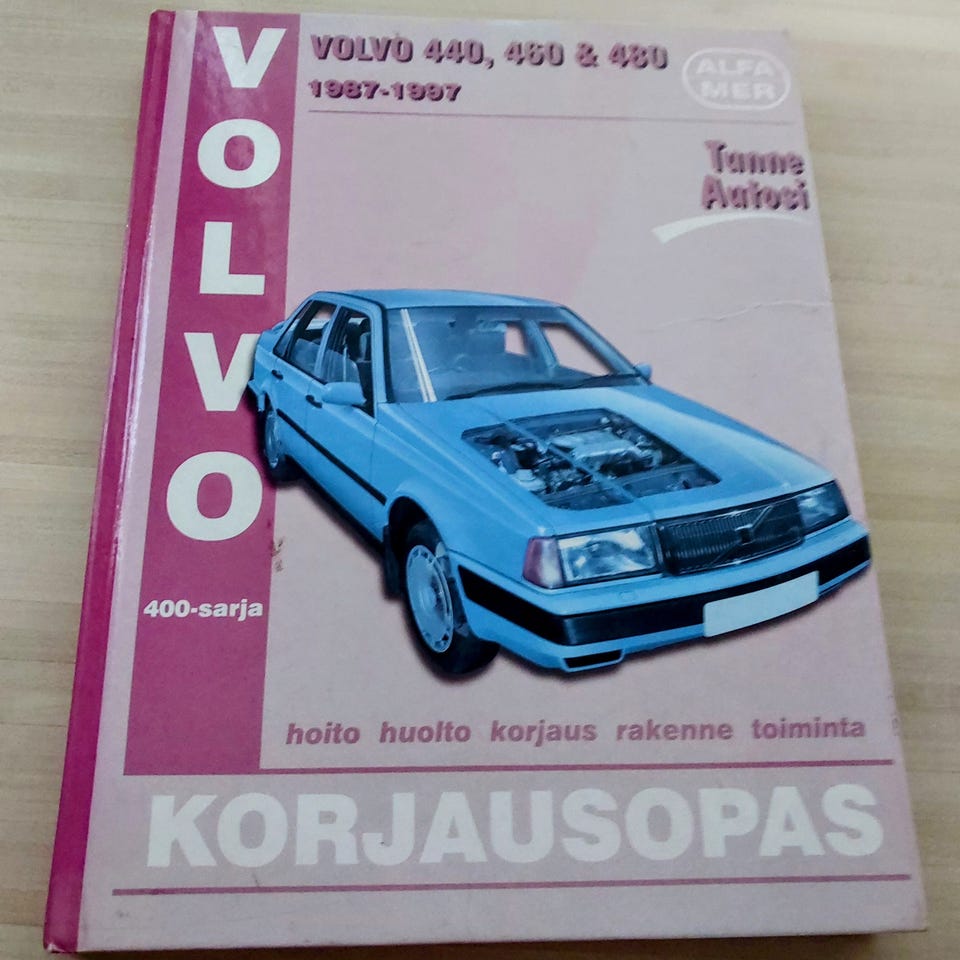 VOLVO
VOLVO 440, 460 & 480
1987-1997
ALFA
MER
Tunne
Autosi
400-sarja
hoito huolto korjaus rakenne toiminta
KORJAUSOPAS